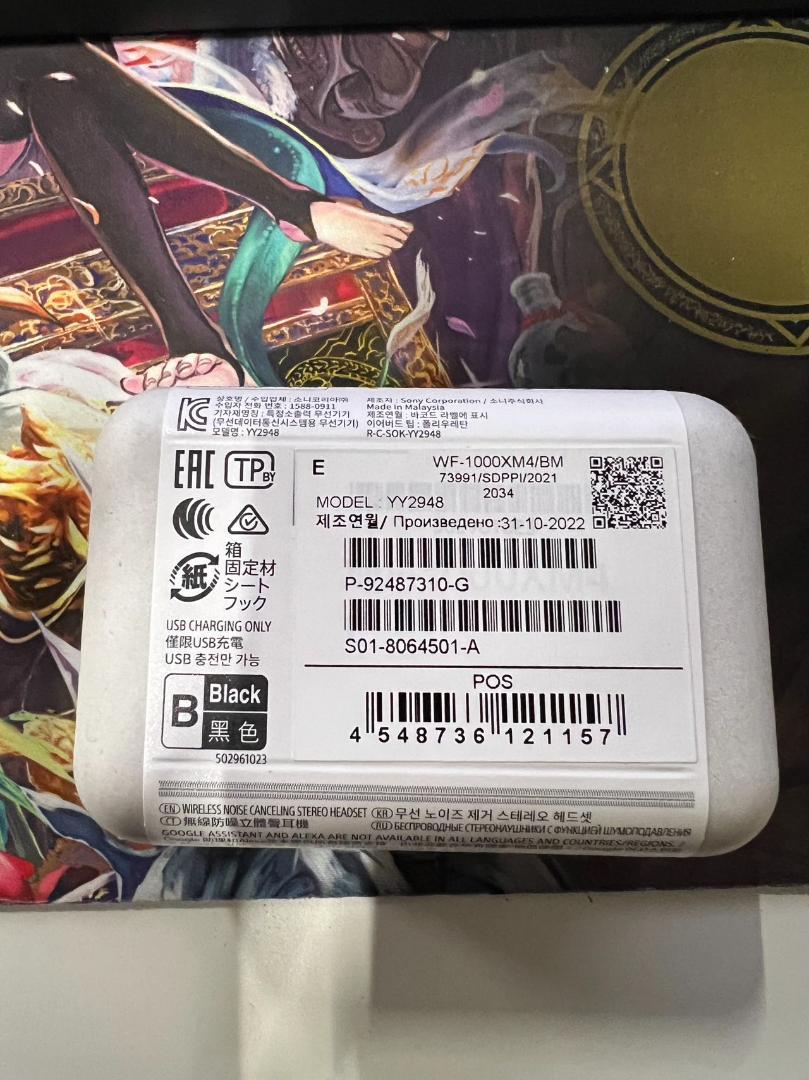 상호명 / 수입업체 : 소니코리아㈜
수입자 전화 번호 : 1588-0911
기자재명칭 : 특정소출력 무선기기
(무선데이터통신시스템용 무선기기)
모델명 : YY2948
제조자 : Sony Corporation / 소니주식회사
Made in Malaysia
제조연월 : 바코드 라벨에 표시
이어버드 팁 : 폴리우레탄
R-C-SOK-YY2948
EAC TP BY
紙
箱
固定材
シート
フック
USB CHARGING ONLY
僅限USB充電
USB 충전만 가능
B Black
黑色
502961023
E WF-1000XM4/BM
73991/SDPPI/2021
2034
MODEL : YY2948
제조연월/ Произведено :31-10-2022
P-92487310-G
S01-8064501-A
POS
4 548736 121157
EN WIRELESS NOISE CANCELING STEREO HEADSET KR 무선 노이즈 제거 스테레오 헤드셋
CT 無線防噪立體聲耳機 RU БЕСПРОВОДНЫЕ СТЕРЕОНАУШНИКИ С ФУНКЦИЕЙ ШУМОПОДАВЛЕНИЯ
GOOGLE ASSISTANT AND ALEXA ARE NOT AVAILABLE IN ALL LANGUAGES AND COUNTRIES/REGIONS. /